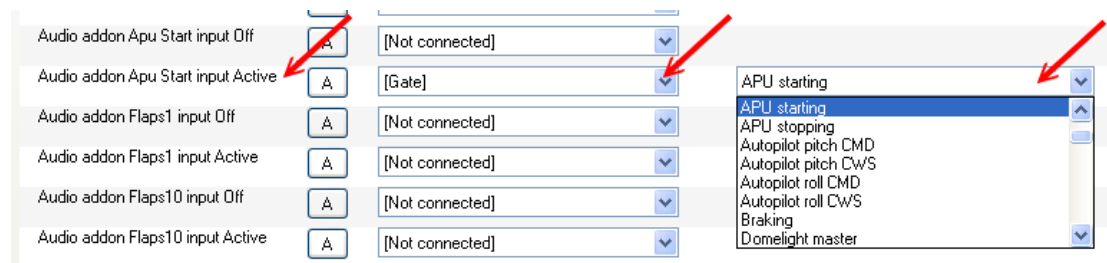 Audio addon Apu Start input Off A [Not connected]
Audio addon Apu Start input Active A [Gate] APU starting
APU starting
Audio addon Flaps1 input Off A [Not connected]
APU stopping
Autopilot pitch CMD
Autopilot pitch CWS
Audio addon Flaps1 input Active A [Not connected]
Autopilot roll CMD
Autopilot roll CWS
Audio addon Flaps10 input Off A [Not connected]
Braking
Domelight master
Audio addon Flaps10 input Active A [Not connected]